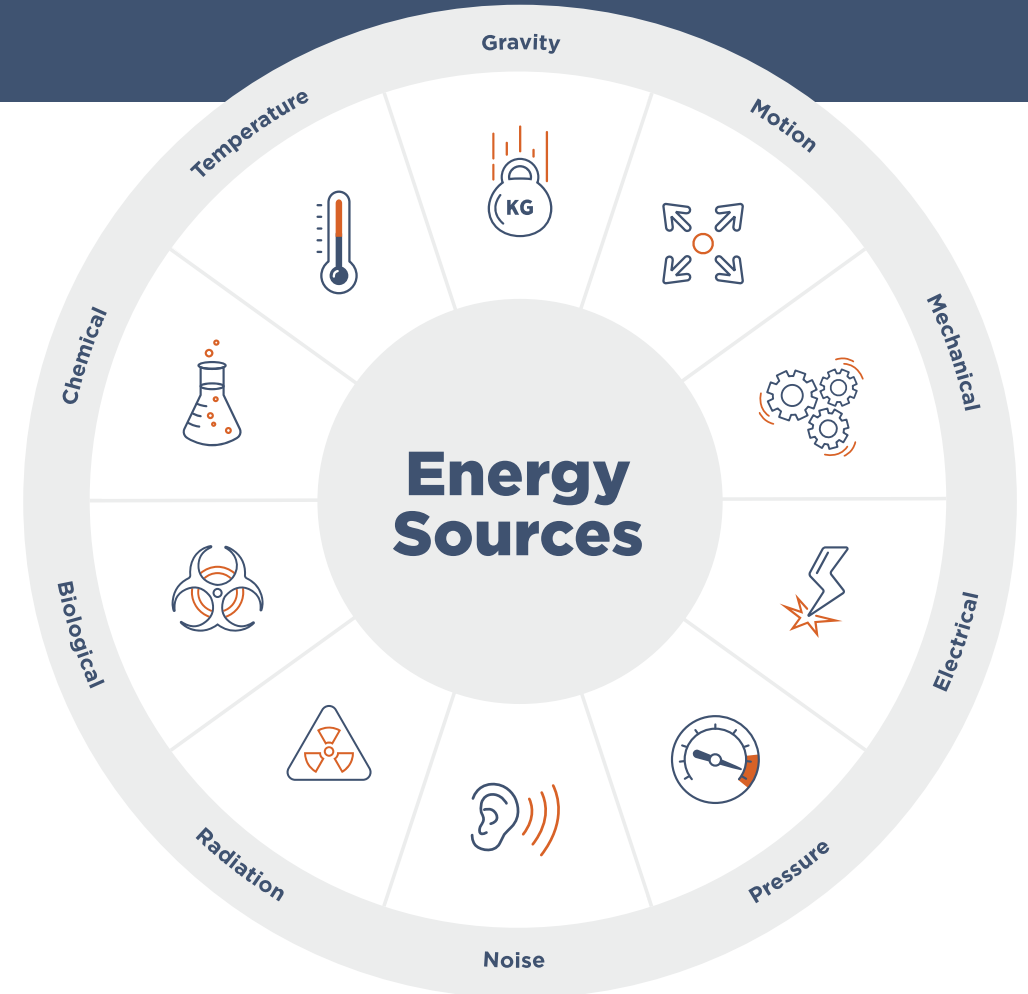 Gravity
Motion
Mechanical
Electrical
Pressure
Noise
Radiation
Biological
Chemical
Temperature
KG
Energy
Sources